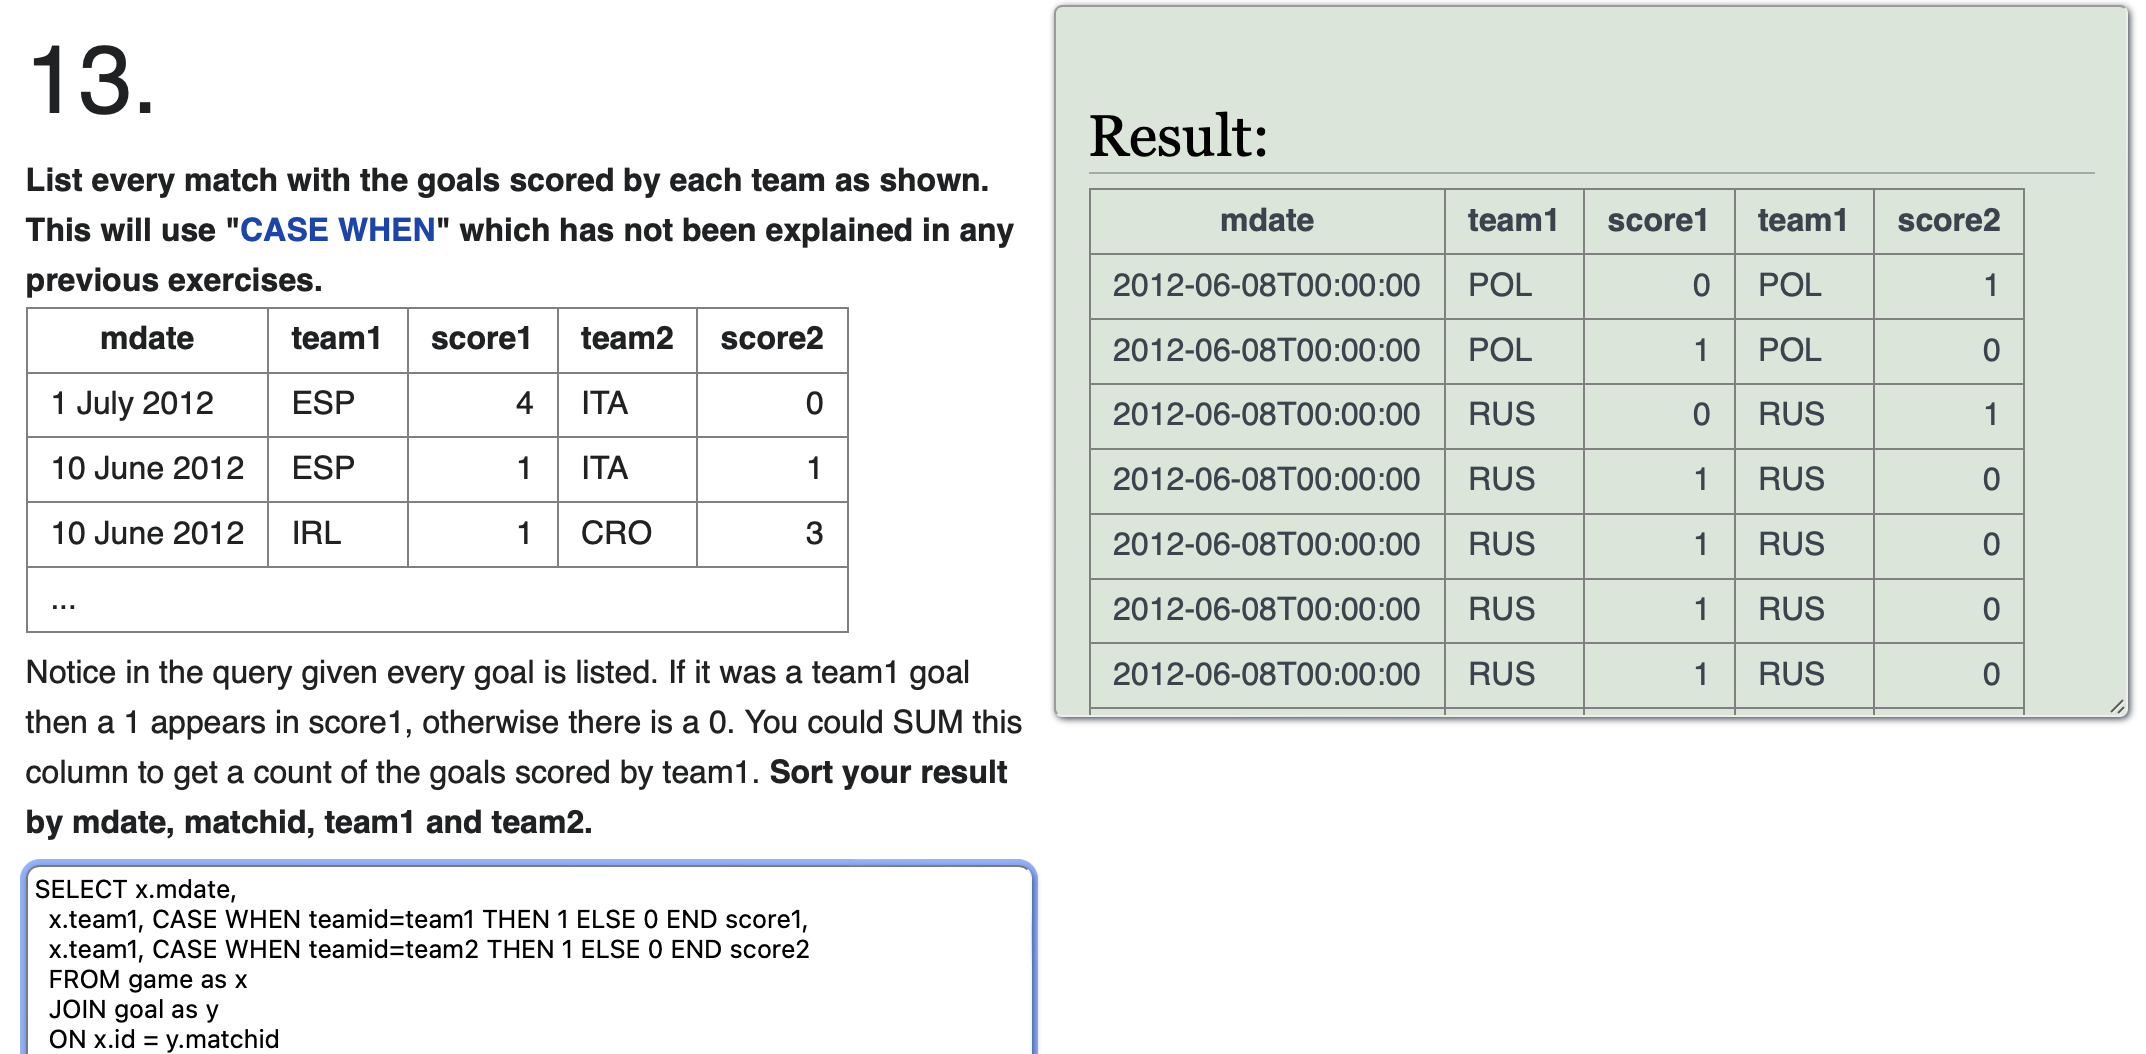 13.
List every match with the goals scored by each team as shown.
This will use "CASE WHEN" which has not been explained in any
previous exercises.
mdate team1 score1 team2 score2
1 July 2012 ESP 4 ITA 0
10 June 2012 ESP 1 ITA 1
10 June 2012 IRL 1 CRO 3
...
Notice in the query given every goal is listed. If it was a team1 goal
then a 1 appears in score1, otherwise there is a 0. You could SUM this
column to get a count of the goals scored by team1. Sort your result
by mdate, matchid, team1 and team2.
SELECT x.mdate,
x.team1, CASE WHEN teamid=team1 THEN 1 ELSE 0 END score1,
x.team1, CASE WHEN teamid=team2 THEN 1 ELSE 0 END score2
FROM game as x
JOIN goal as y
ON x.id = y.matchid
Result:
mdate team1 score1 team1 score2
2012-06-08T00:00:00 POL 0 POL 1
2012-06-08T00:00:00 POL 1 POL 0
2012-06-08T00:00:00 RUS 0 RUS 1
2012-06-08T00:00:00 RUS 1 RUS 0
2012-06-08T00:00:00 RUS 1 RUS 0
2012-06-08T00:00:00 RUS 1 RUS 0
2012-06-08T00:00:00 RUS 1 RUS 0